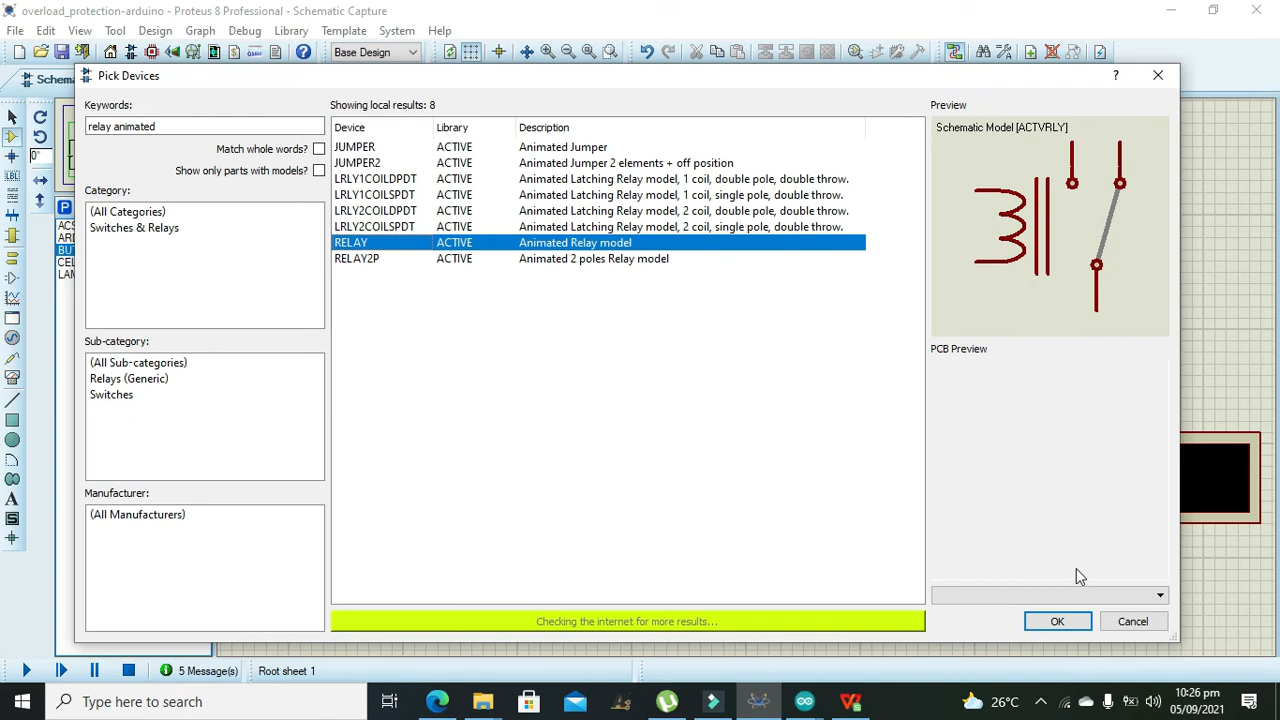 overload_protection-arduino - Proteus 8 Professional - Schematic Capture
File Edit View Tool Design Graph Debug Library Template System Help
Base Design
Schema
Pick Devices
Keywords:
relay animated
Match whole words?
Show only parts with models?
Category:
(All Categories)
Switches & Relays
Sub-category:
(All Sub-categories)
Relays (Generic)
Switches
Manufacturer:
(All Manufacturers)
Showing local results: 8
Device Library Description
JUMPER ACTIVE Animated Jumper
JUMPER2 ACTIVE Animated Jumper 2 elements + off position
LRLY1COILDPDT ACTIVE Animated Latching Relay model, 1 coil, double pole, double throw.
LRLY1COILSPDT ACTIVE Animated Latching Relay model, 1 coil, single pole, double throw.
LRLY2COILDPDT ACTIVE Animated Latching Relay model, 2 coil, double pole, double throw.
LRLY2COILSPDT ACTIVE Animated Latching Relay model, 2 coil, single pole, double throw.
RELAY ACTIVE Animated Relay model
RELAY2P ACTIVE Animated 2 poles Relay model
Checking the internet for more results...
Preview
Schematic Model [ACTVRLY]
PCB Preview
OK Cancel
0°
LBL
P
ACS
ARD
BUT
CEL
LAM
A
S
5 Message(s) Root sheet 1
Type here to search
26°C
10:26 pm
05/09/2021